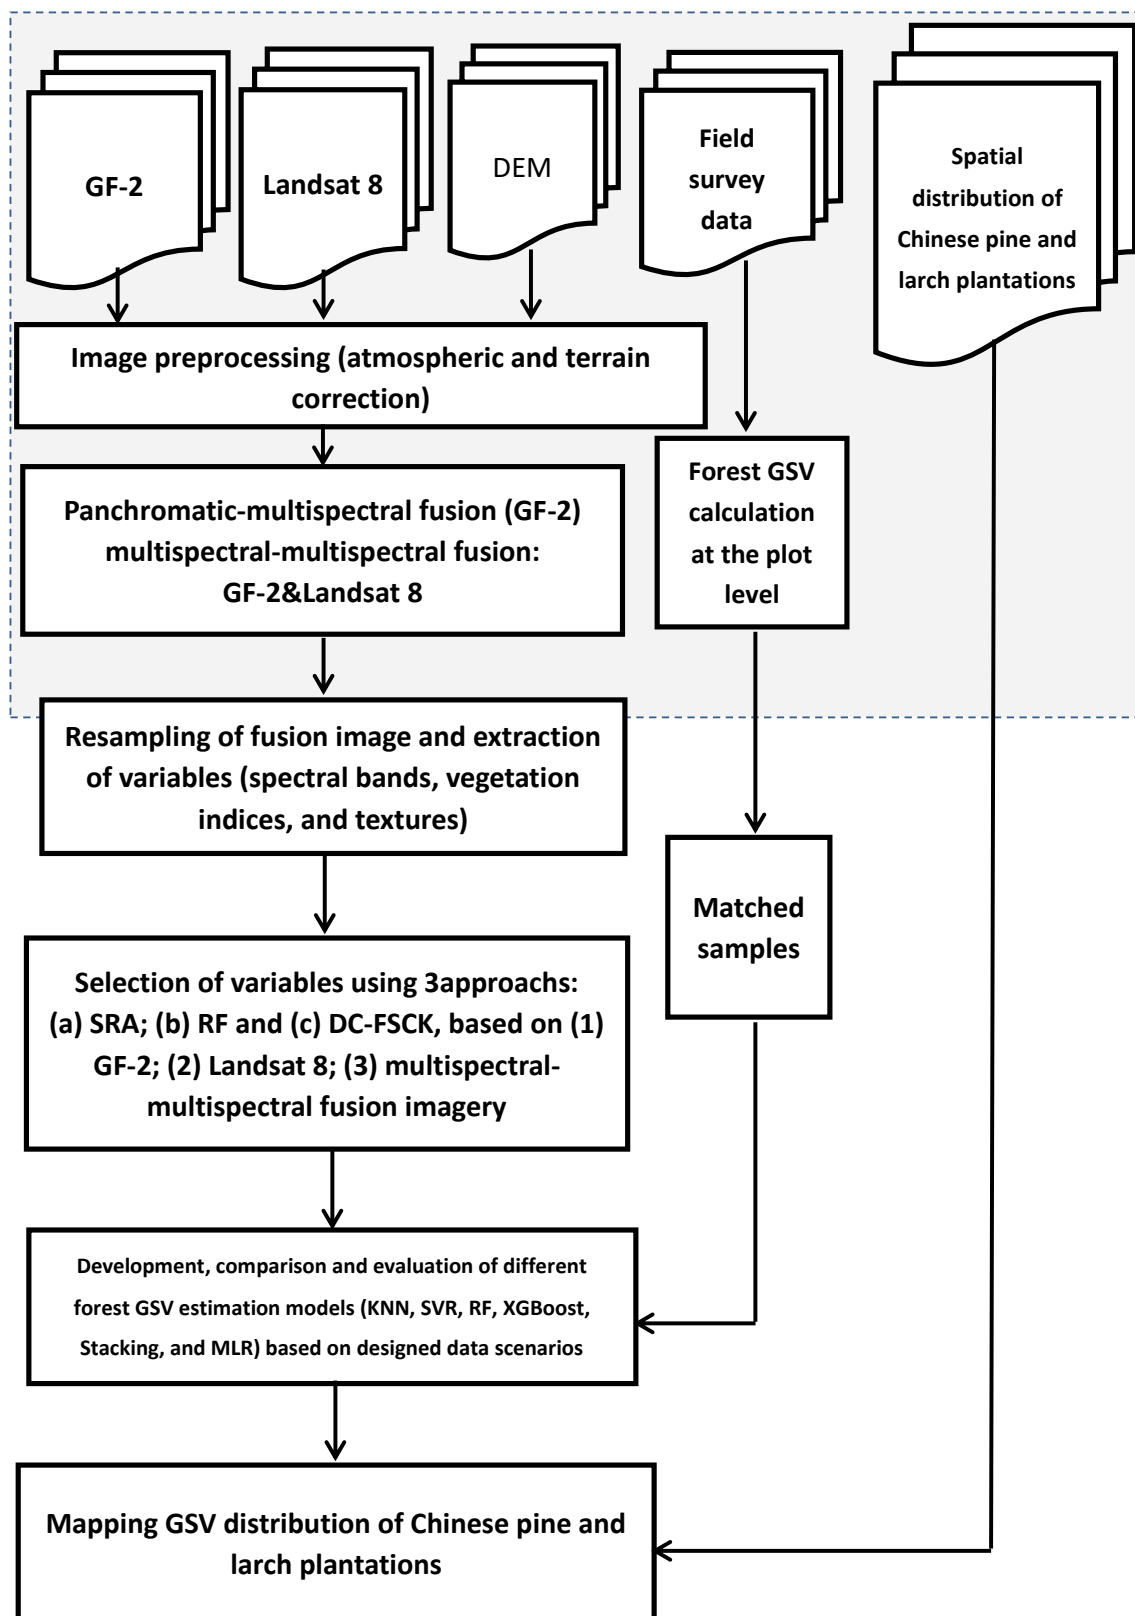 GF-2
Landsat 8
DEM
Field
survey
data
Spatial
distribution of
Chinese pine and
larch plantations
Image preprocessing (atmospheric and terrain
correction)
Panchromatic-multispectral fusion (GF-2)
multispectral-multispectral fusion:
GF-2&Landsat 8
Forest GSV
calculation
at the plot
level
Resampling of fusion image and extraction
of variables (spectral bands, vegetation
indices, and textures)
Matched
samples
Selection of variables using 3approachs:
(a) SRA; (b) RF and (c) DC-FSCK, based on (1)
GF-2; (2) Landsat 8; (3) multispectral-
multispectral fusion imagery
Development, comparison and evaluation of different
forest GSV estimation models (KNN, SVR, RF, XGBoost,
Stacking, and MLR) based on designed data scenarios
Mapping GSV distribution of Chinese pine and
larch plantations